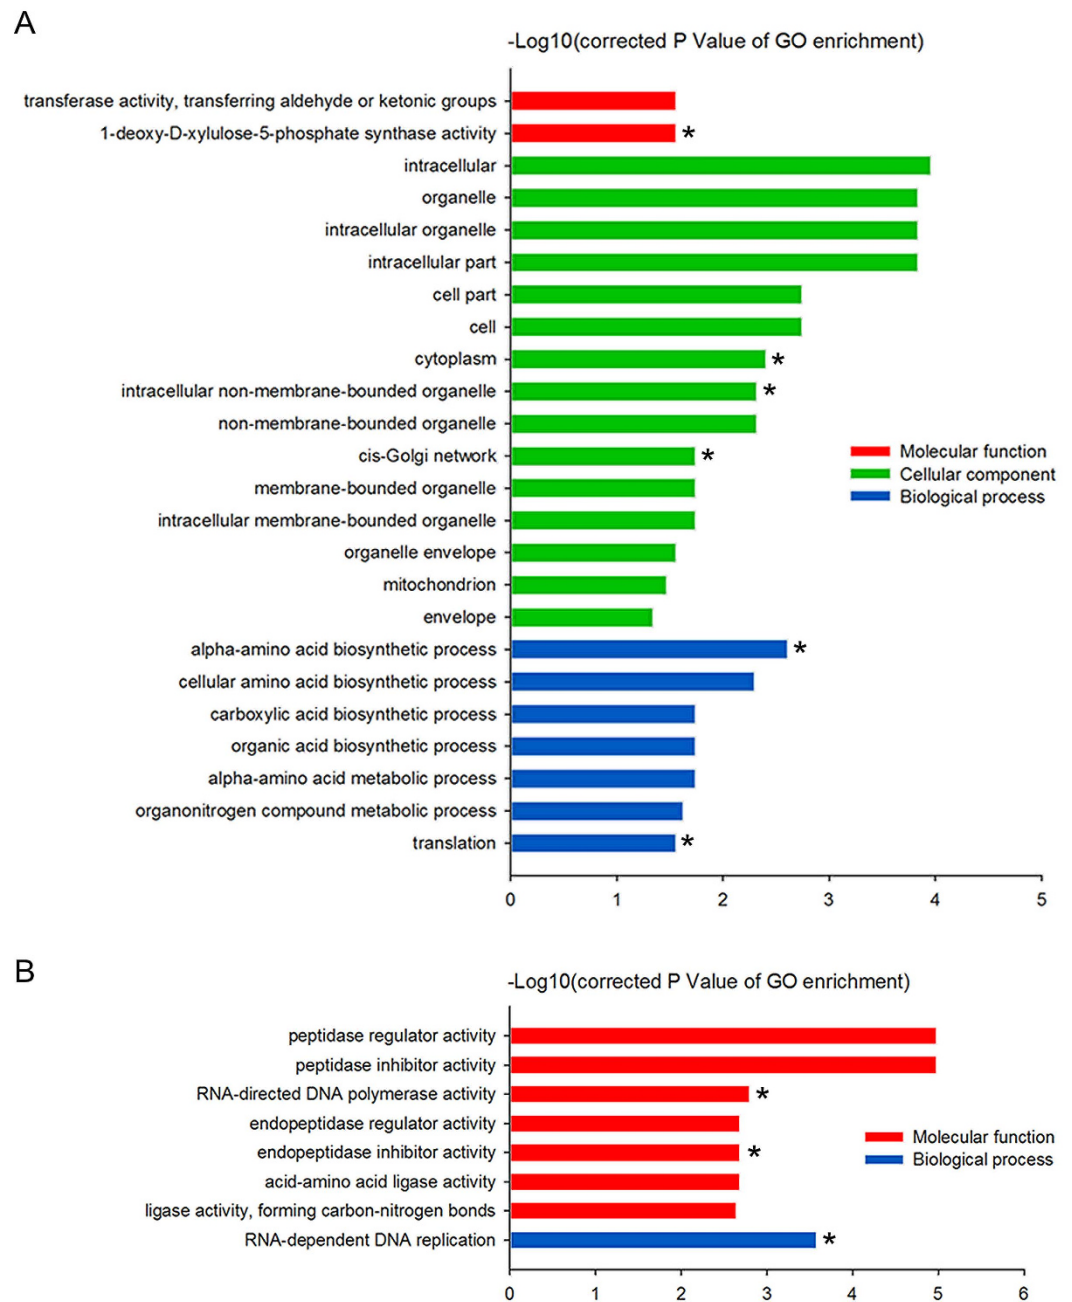 A
-Log10(corrected P Value of GO enrichment)
transferase activity, transferring aldehyde or ketonic groups
1-deoxy-D-xylulose-5-phosphate synthase activity *
intracellular
organelle
intracellular organelle
intracellular part
cell part
cell
cytoplasm *
intracellular non-membrane-bounded organelle *
non-membrane-bounded organelle
cis-Golgi network *
membrane-bounded organelle
intracellular membrane-bounded organelle
organelle envelope
mitochondrion
envelope
alpha-amino acid biosynthetic process *
cellular amino acid biosynthetic process
carboxylic acid biosynthetic process
organic acid biosynthetic process
alpha-amino acid metabolic process
organonitrogen compound metabolic process
translation *
Molecular function
Cellular component
Biological process
0 1 2 3 4 5
B
-Log10(corrected P Value of GO enrichment)
peptidase regulator activity
peptidase inhibitor activity
RNA-directed DNA polymerase activity *
endopeptidase regulator activity
endopeptidase inhibitor activity *
acid-amino acid ligase activity
ligase activity, forming carbon-nitrogen bonds
RNA-dependent DNA replication *
Molecular function
Biological process
0 1 2 3 4 5 6